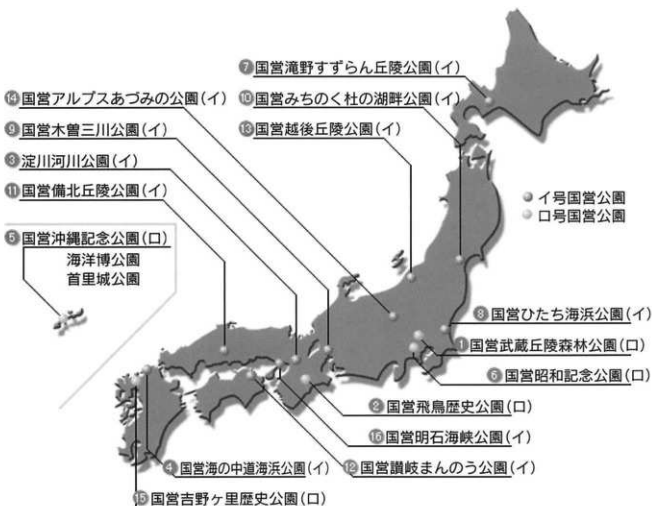 ⑦国営滝野すずらん丘陵公園(イ)
⑭国営アルプスあづみの公園(イ)
⑩国営みちのく杜の湖畔公園(イ)
⑨国営木曽三川公園(イ)
⑬国営越後丘陵公園(イ)
③淀川河川公園(イ)
⑪国営備北丘陵公園(イ)
イ号国営公園
ロ号国営公園
⑤国営沖縄記念公園(ロ)
海洋博公園
首里城公園
⑧国営ひたち海浜公園(イ)
①国営武蔵丘陵森林公園(ロ)
⑥国営昭和記念公園(ロ)
②国営飛鳥歴史公園(ロ)
⑯国営明石海峡公園(イ)
④国営海の中道海浜公園(イ)
⑫国営讃岐まんのう公園(イ)
⑮国営吉野ヶ里歴史公園(ロ)